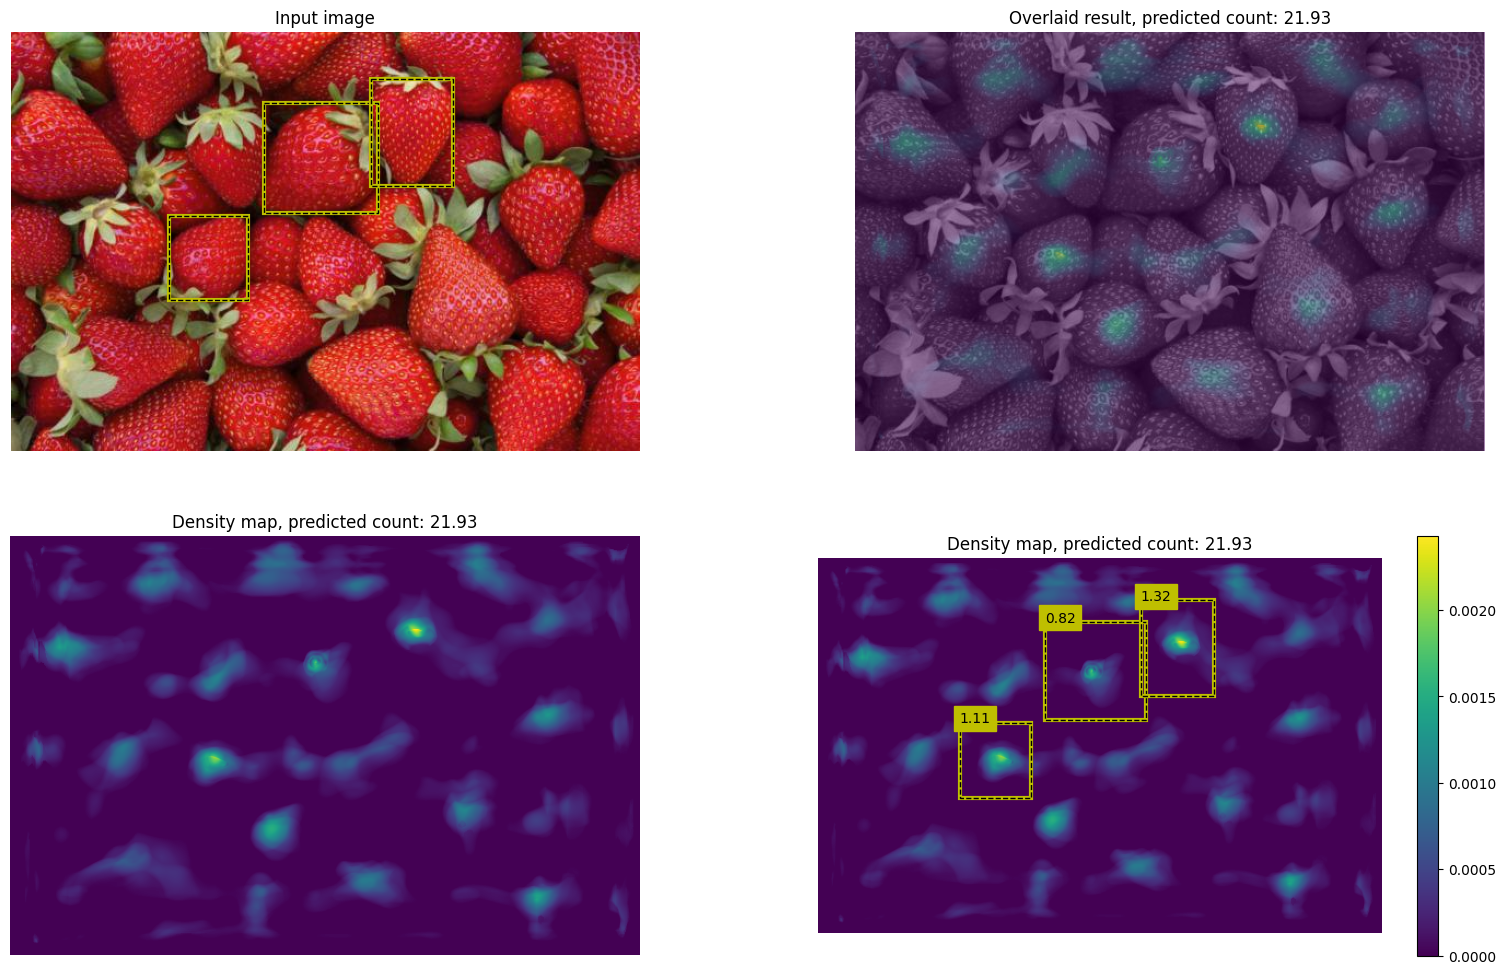 Input image
Overlaid result, predicted count: 21.93
Density map, predicted count: 21.93
Density map, predicted count: 21.93
1.32
0.82
1.11
0.0020
0.0015
0.0010
0.0005
0.0000